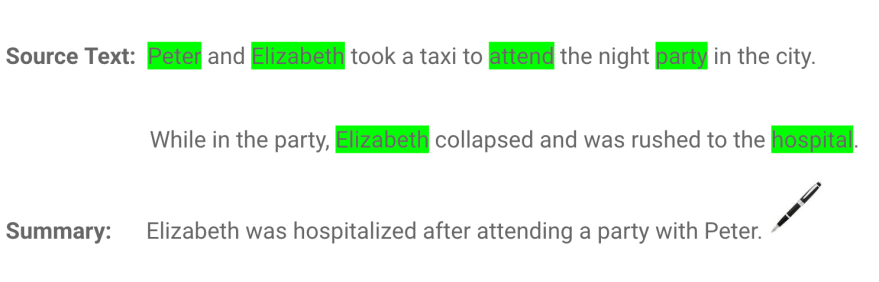 Source Text: Peter and Elizabeth took a taxi to attend the night party in the city.
While in the party, Elizabeth collapsed and was rushed to the hospital.
Summary: Elizabeth was hospitalized after attending a party with Peter.